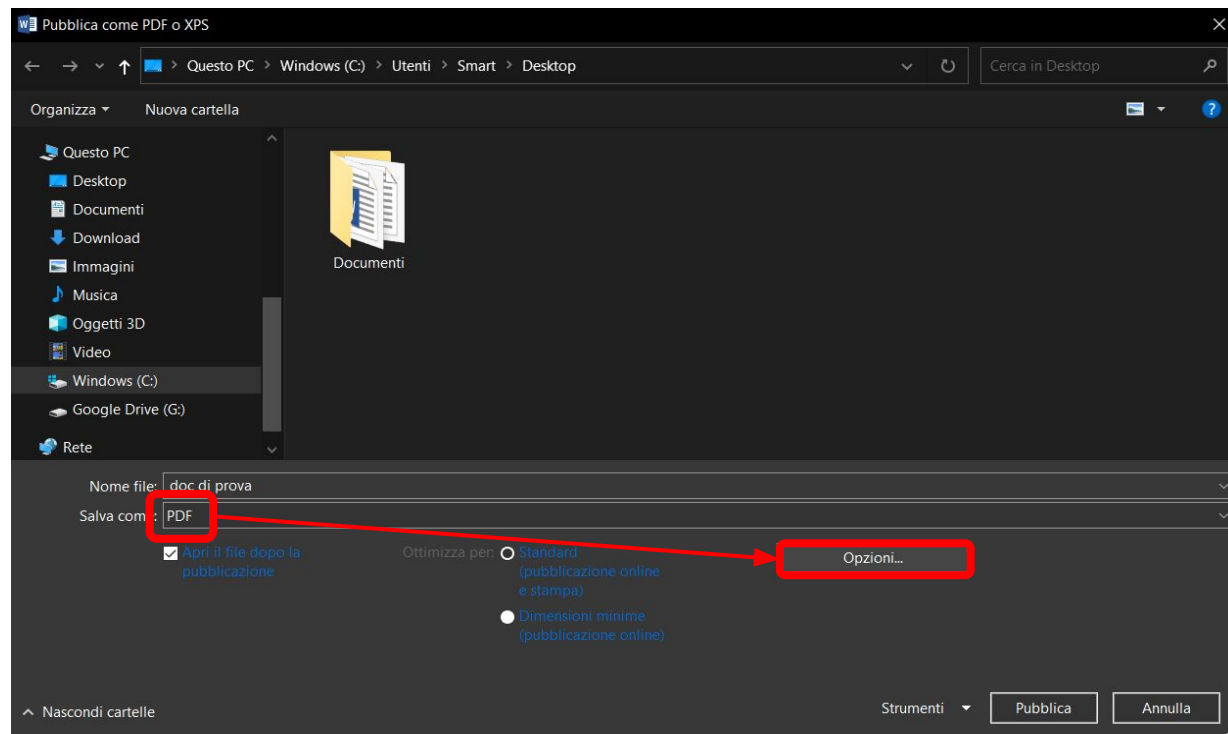 Pubblica come PDF o XPS
Questo PC > Windows (C:) > Utenti > Smart > Desktop
Cerca in Desktop
Organizza
Nuova cartella
Questo PC
Desktop
Documenti
Download
Immagini
Musica
Oggetti 3D
Video
Windows (C:)
Google Drive (G:)
Rete
Documenti
Nome file: doc di prova
Salva com : PDF
Apri il file dopo la
pubblicazione
Ottimizza per:
Standard
(pubblicazione online
e stampa)
Dimensioni minime
(pubblicazione online)
Opzioni...
Nascondi cartelle
Strumenti
Pubblica
Annulla